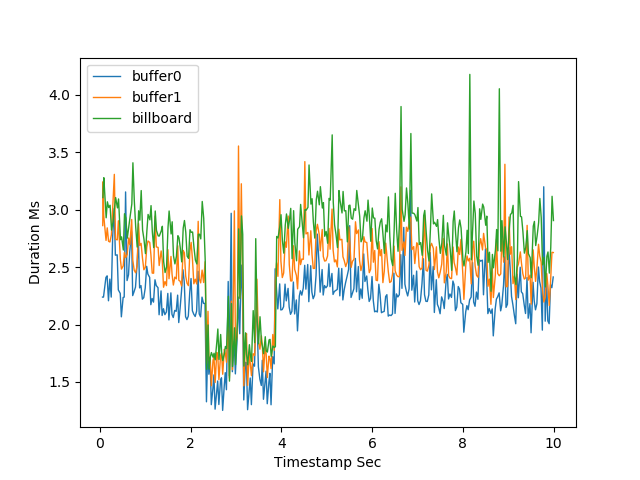 buffer0
buffer1
billboard
4.0
3.5
3.0
2.5
2.0
1.5
Duration Ms
0 2 4 6 8 10
Timestamp Sec